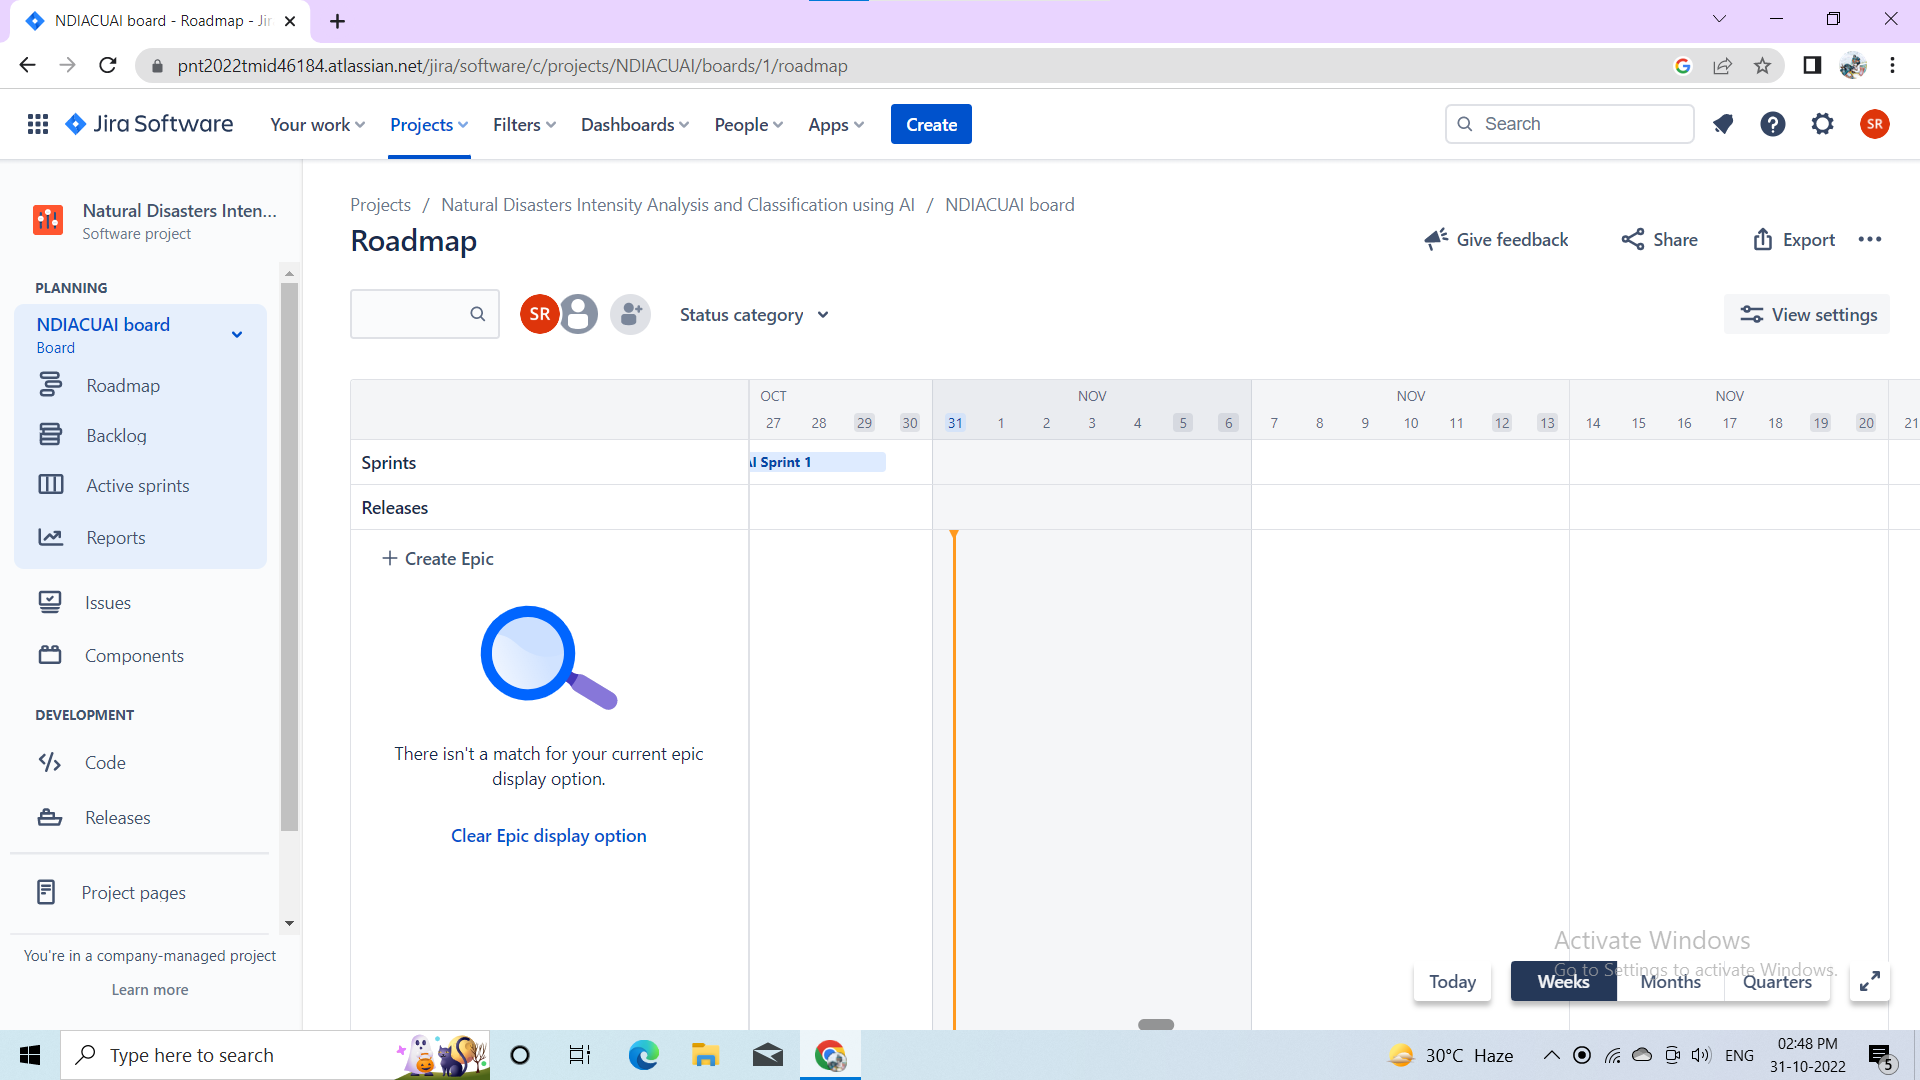 NDIACUAI board - Roadmap - Jir
pnt2022tmid46184.atlassian.net/jira/software/c/projects/NDIACUAI/boards/1/roadmap
Jira Software
Your work
Projects
Filters
Dashboards
People
Apps
Create
Search
SR
Natural Disasters Inten...
Software project
PLANNING
NDIACUAI board
Board
Roadmap
Backlog
Active sprints
Reports
Issues
Components
DEVELOPMENT
Code
Releases
Project pages
You're in a company-managed project
Learn more
Projects / Natural Disasters Intensity Analysis and Classification using AI / NDIACUAI board
Roadmap
Give feedback
Share
Export
SR
Status category
View settings
OCT NOV NOV NOV
27 28 29 30 31 1 2 3 4 5 6 7 8 9 10 11 12 13 14 15 16 17 18 19 20 21
Sprints
AI Sprint 1
Releases
+ Create Epic
There isn't a match for your current epic
display option.
Clear Epic display option
Activate Windows
Go to Settings to activate Windows.
Today
Weeks
Months
Quarters
Type here to search
30°C Haze
ENG
02:48 PM
31-10-2022
5